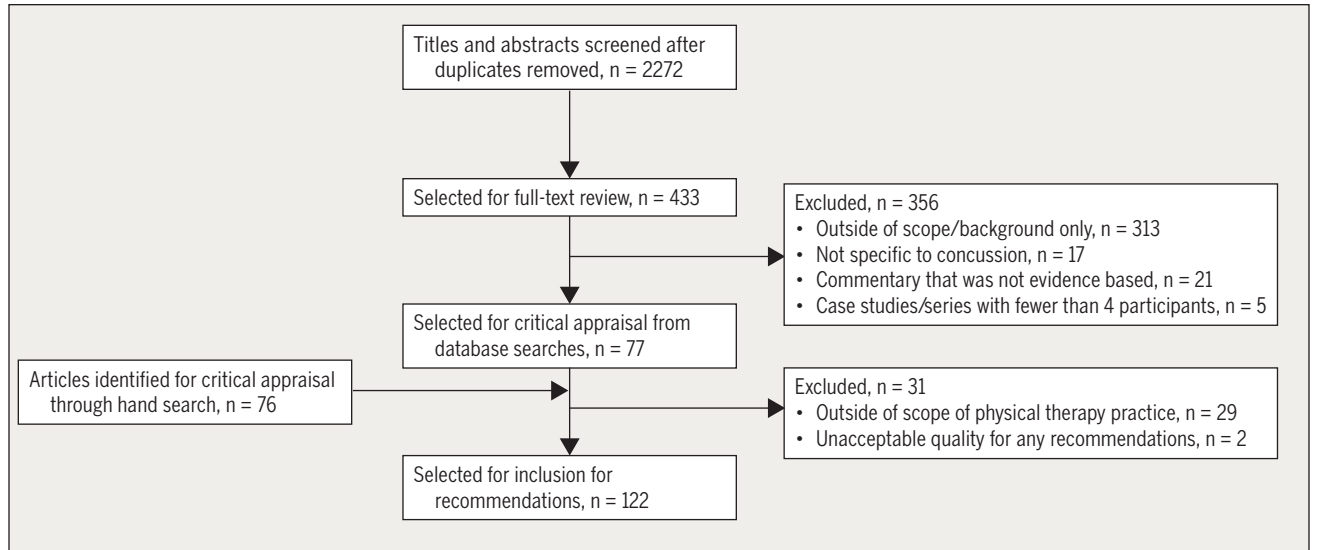 Titles and abstracts screened after
duplicates removed, n = 2272
Selected for full-text review, n = 433
Excluded, n = 356
• Outside of scope/background only, n = 313
• Not specific to concussion, n = 17
• Commentary that was not evidence based, n = 21
• Case studies/series with fewer than 4 participants, n = 5
Selected for critical appraisal from
database searches, n = 77
Articles identified for critical appraisal
through hand search, n = 76
Excluded, n = 31
• Outside of scope of physical therapy practice, n = 29
• Unacceptable quality for any recommendations, n = 2
Selected for inclusion for
recommendations, n = 122